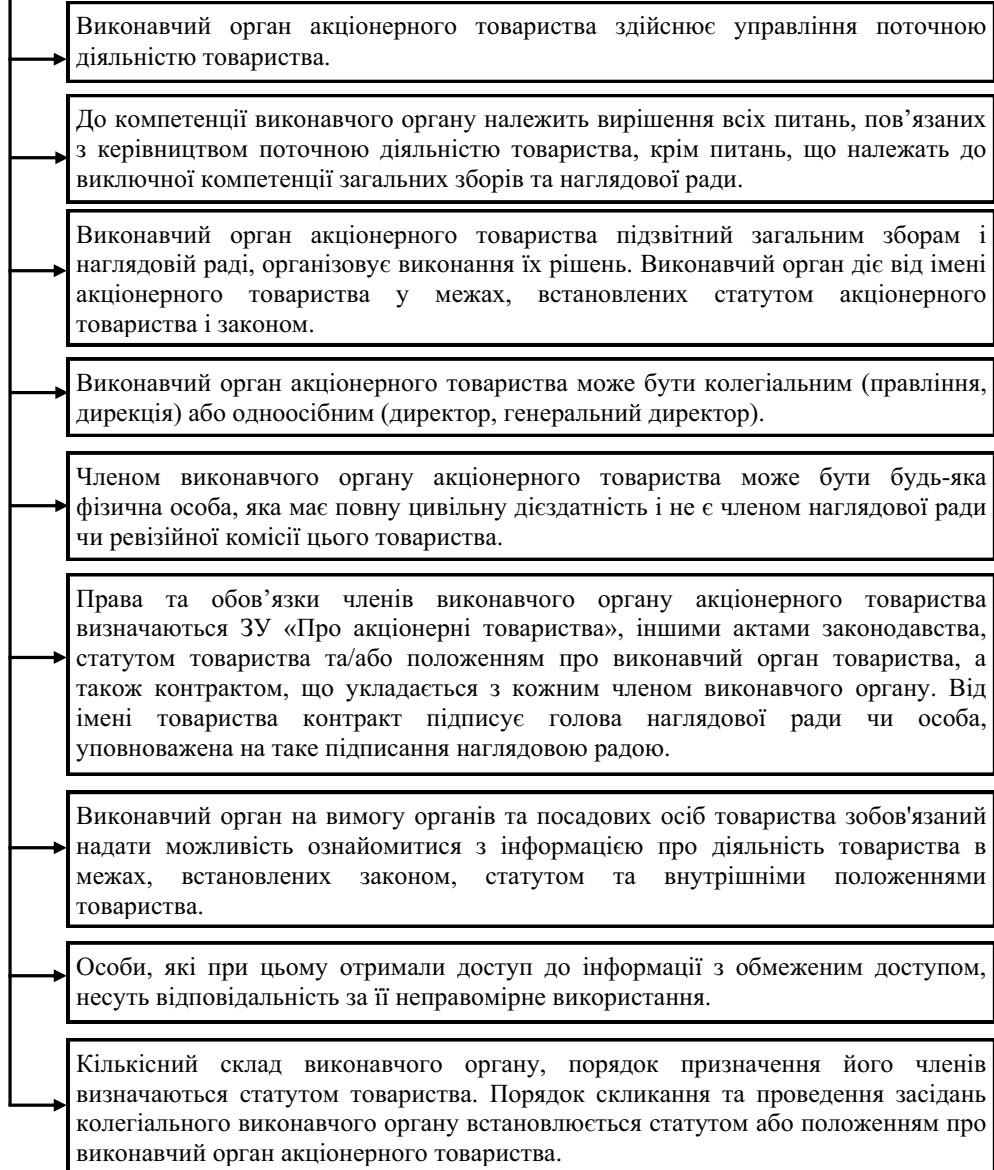 Виконавчий орган акціонерного товариства здійснює управління поточною
діяльністю товариства.
До компетенції виконавчого органу належить вирішення всіх питань, пов’язаних
з керівництвом поточною діяльністю товариства, крім питань, що належать до
виключної компетенції загальних зборів та наглядової ради.
Виконавчий орган акціонерного товариства підзвітний загальним зборам і
наглядовій раді, організовує виконання їх рішень. Виконавчий орган діє від імені
акціонерного товариства у межах, встановлених статутом акціонерного
товариства і законом.
Виконавчий орган акціонерного товариства може бути колегіальним (правління,
дирекція) або одноосібним (директор, генеральний директор).
Членом виконавчого органу акціонерного товариства може бути будь-яка
фізична особа, яка має повну цивільну дієздатність і не є членом наглядової ради
чи ревізійної комісії цього товариства.
Права та обов’язки членів виконавчого органу акціонерного товариства
визначаються ЗУ «Про акціонерні товариства», іншими актами законодавства,
статутом товариства та/або положенням про виконавчий орган товариства, а
також контрактом, що укладається з кожним членом виконавчого органу. Від
імені товариства контракт підписує голова наглядової ради чи особа,
уповноважена на таке підписання наглядовою радою.
Виконавчий орган на вимогу органів та посадових осіб товариства зобов'язаний
надати можливість ознайомитися з інформацією про діяльність товариства в
межах, встановлених законом, статутом та внутрішніми положеннями
товариства.
Особи, які при цьому отримали доступ до інформації з обмеженим доступом,
несуть відповідальність за її неправомірне використання.
Кількісний склад виконавчого органу, порядок призначення його членів
визначаються статутом товариства. Порядок скликання та проведення засідань
колегіального виконавчого органу встановлюється статутом або положенням про
виконавчий орган акціонерного товариства.